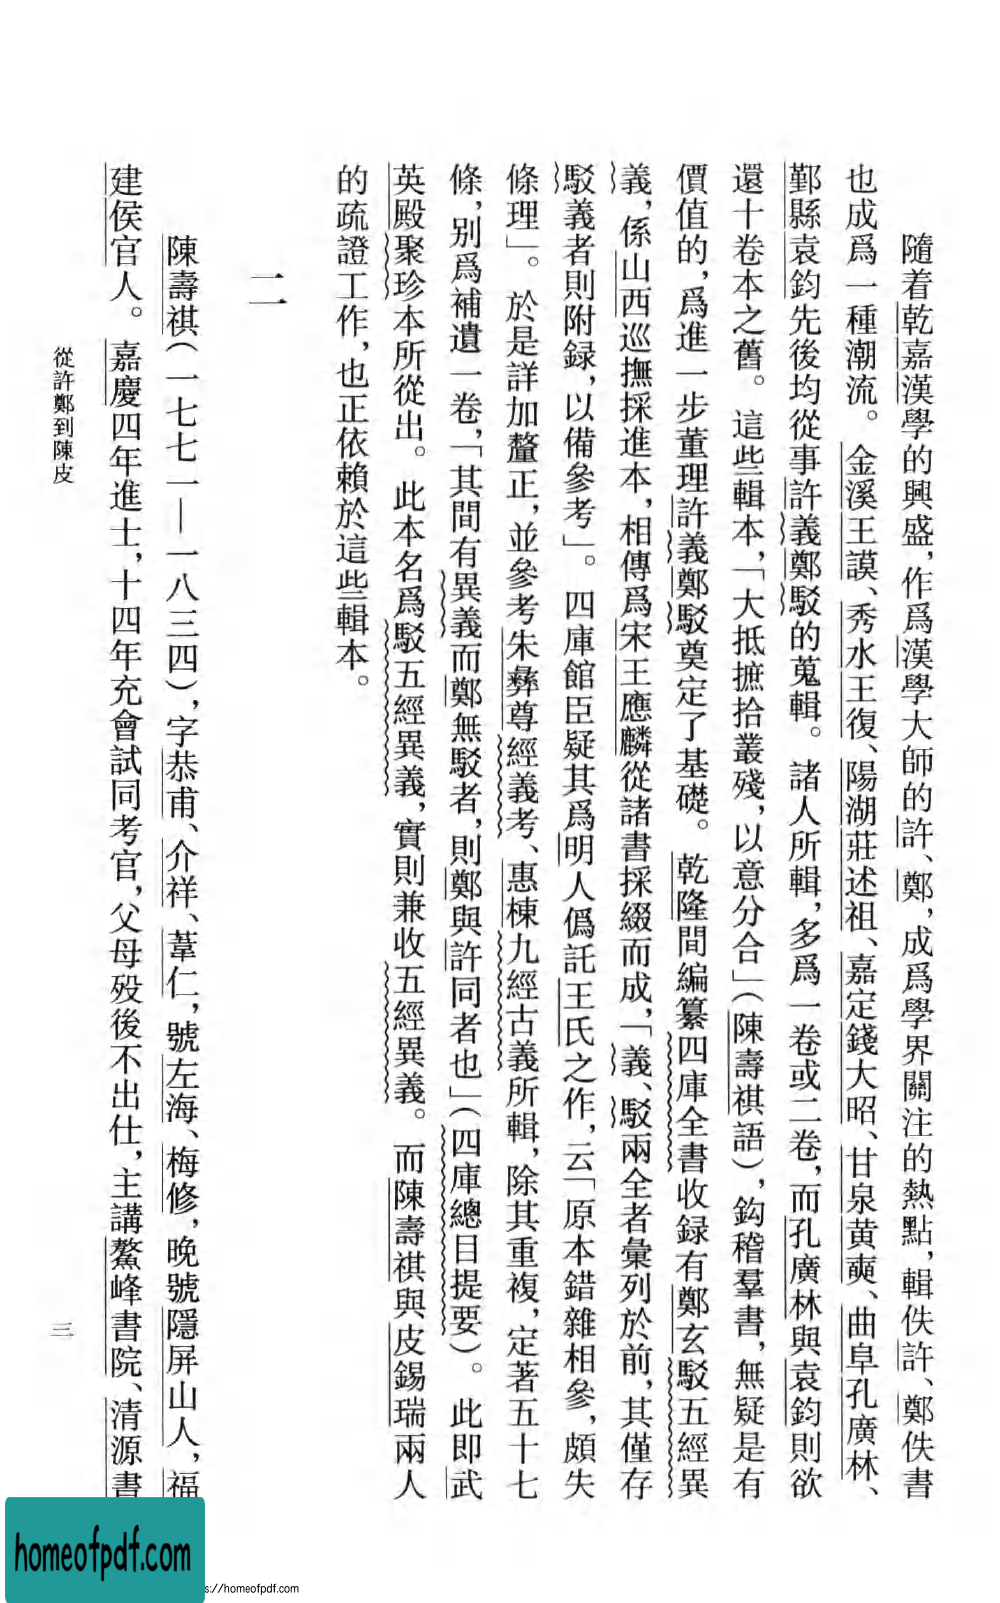 隨着乾嘉漢學的興盛，作爲漢學大師的許、鄭，成爲學界關注的熱點，輯佚許、鄭佚書
也成爲一種潮流。金溪王謨、秀水王復、陽湖莊述祖、嘉定錢大昭、甘泉黄奭、曲阜孔廣林、
鄞縣袁鈞先後均從事許義鄭駁的蒐輯。諸人所輯，多爲一卷或二卷，而孔廣林與袁鈞則欲
還十卷本之舊。這些輯本，「大抵摭拾叢殘，以意分合」（陳壽祺語），鈎稽羣書，無疑是有
價值的，爲進一步董理許義鄭駁奠定了基礎。乾隆間編纂四庫全書收録有鄭玄駁五經異
義，係山西巡撫採進本，相傳爲宋王應麟從諸書採綴而成，「義、駁兩全者彙列於前，其僅存
駁義者則附録，以備參考」。四庫館臣疑其爲明人僞託王氏之作，云「原本錯雜相參，頗失
條理」。於是詳加釐正，並參考朱彝尊經義考、惠棟九經古義所輯，除其重複，定著五十七
條，别爲補遺一卷，「其間有異義而鄭無駁者，則鄭與許同者也」（四庫總目提要）。此即武
英殿聚珍本所從出。此本名爲駁五經異義，實則兼收五經異義。而陳壽祺與皮錫瑞兩人
的疏證工作，也正依賴於這些輯本。
二
陳壽祺（一七七一—一八三四），字恭甫、介祥、葦仁，號左海、梅修，晚號隱屏山人，福
建侯官人。嘉慶四年進士，十四年充會試同考官，父母殁後不出仕，主講鰲峰書院、清源書
從許鄭到陳皮
三
homeofpdf.com
s://homeofpdf.com